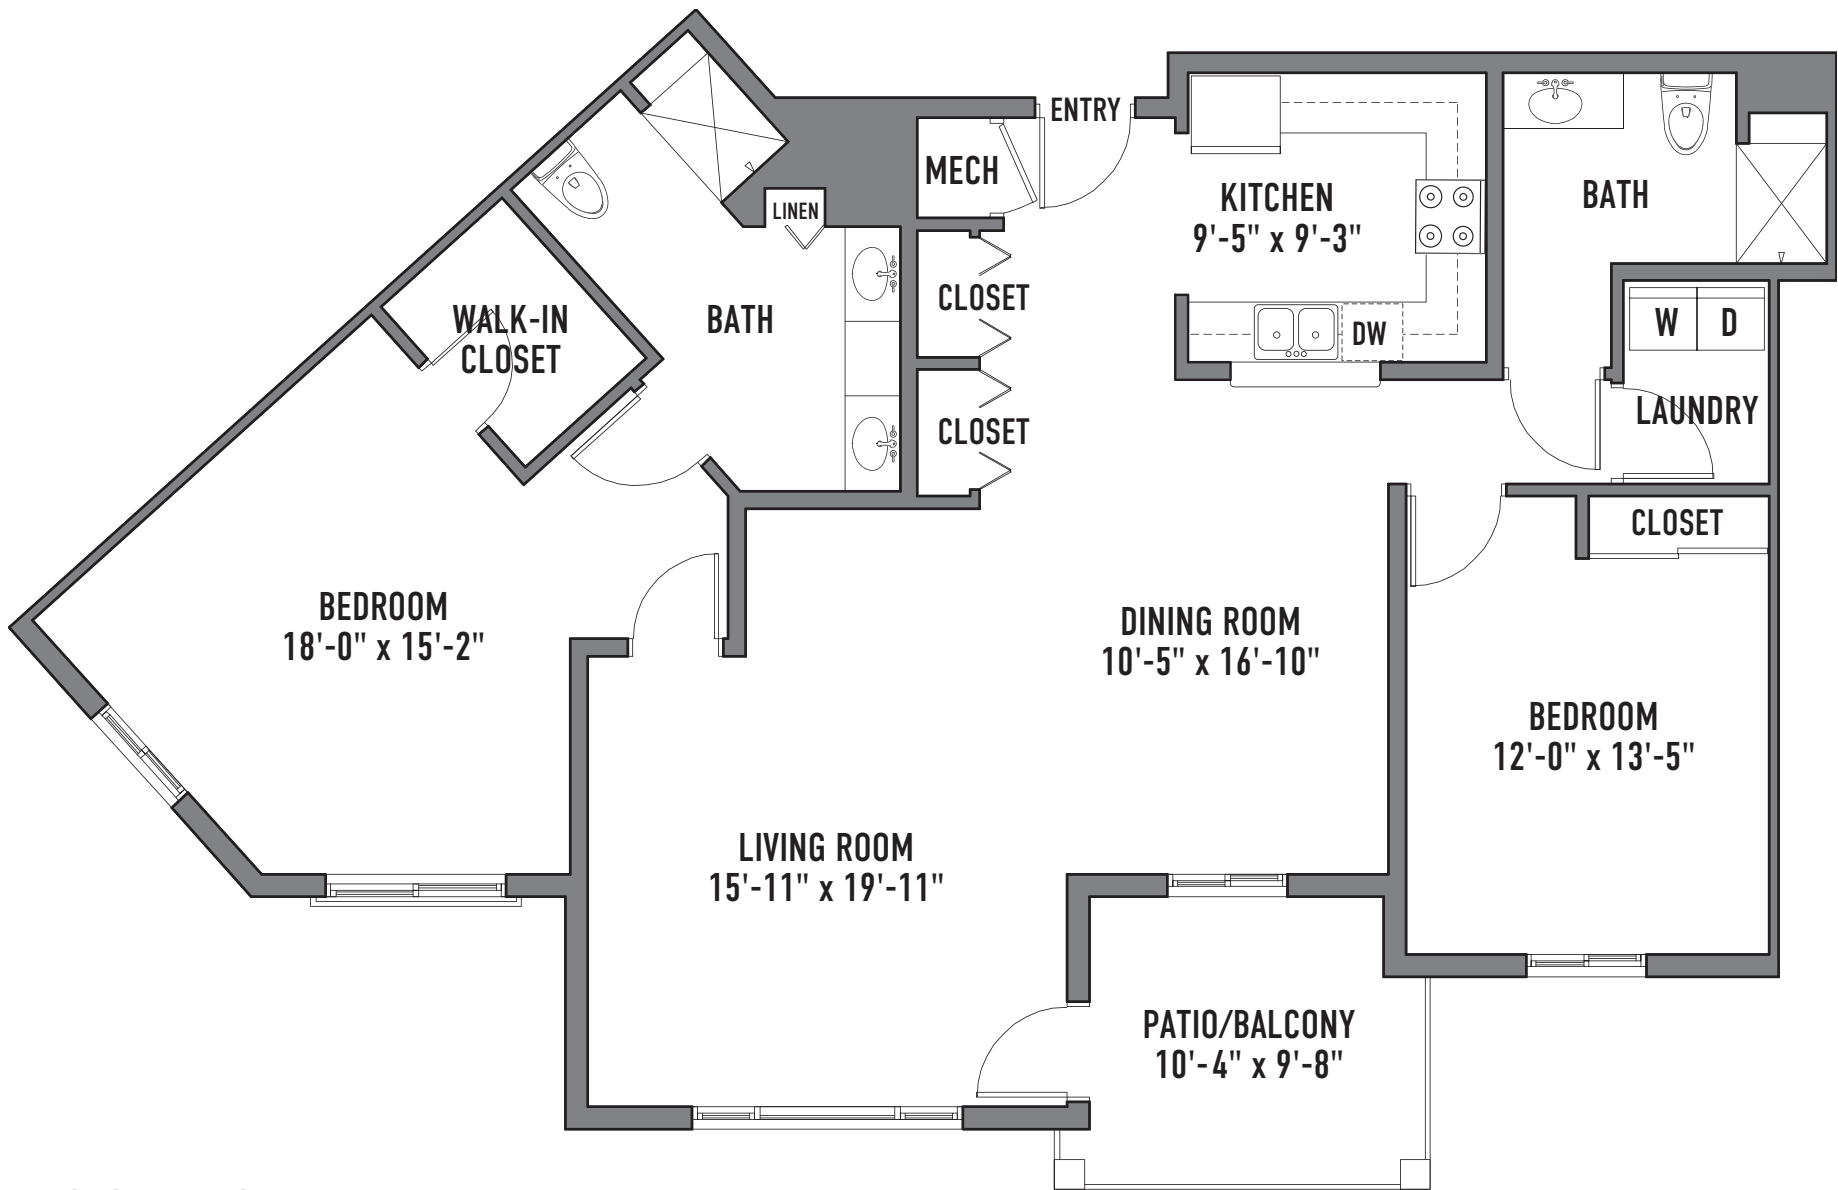 ENTRY
MECH
KITCHEN
9'-5" x 9'-3"
BATH
LINEN
CLOSET
WALK-IN
CLOSET
BATH
DW
W
D
CLOSET
LAUNDRY
CLOSET
BEDROOM
18'-0" x 15'-2"
DINING ROOM
10'-5" x 16'-10"
BEDROOM
12'-0" x 13'-5"
LIVING ROOM
15'-11" x 19'-11"
PATIO/BALCONY
10'-4" x 9'-8"